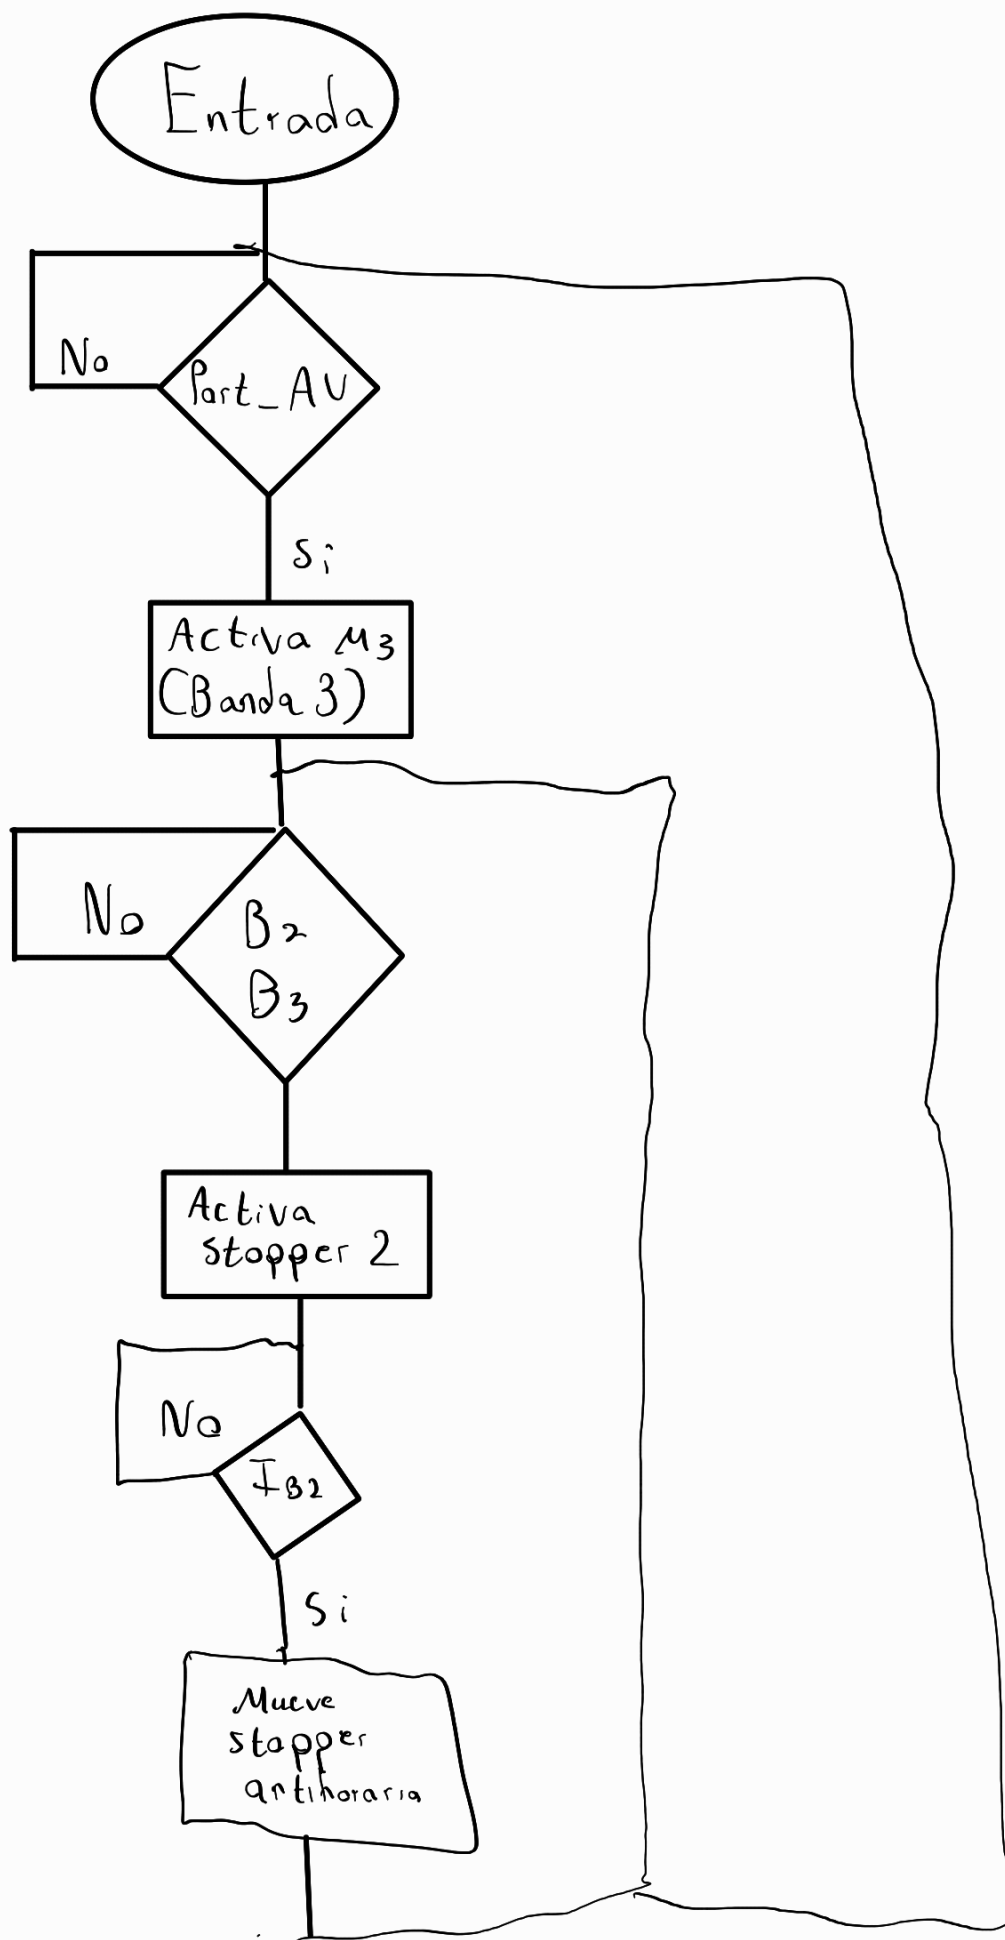 Entrada
No
Part_AV
Si
Activa M3
(Banda 3)
No
B2
B3
Activa
Stopper 2
No
IB2
Si
Mueve
stopper
antihoraria